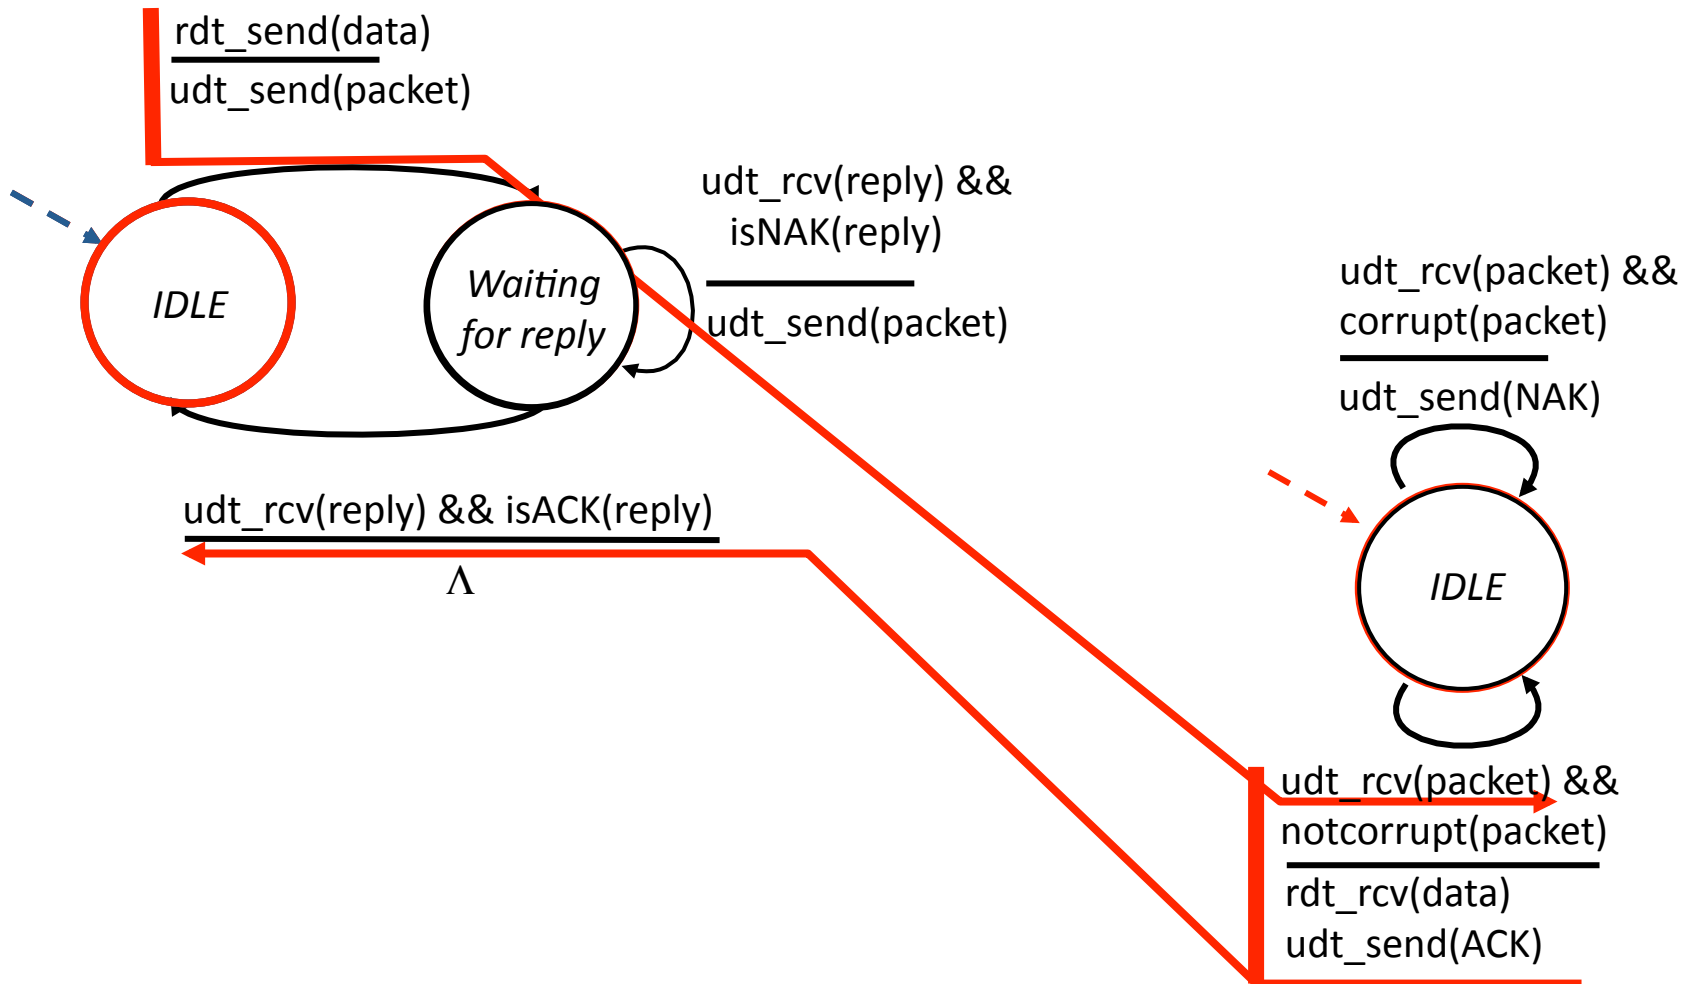 rdt_send(data)
udt_send(packet)
IDLE
Waiting
for reply
udt_rcv(reply) &&
isNAK(reply)
udt_send(packet)
udt_rcv(reply) && isACK(reply)
Λ
udt_rcv(packet) &&
corrupt(packet)
udt_send(NAK)
IDLE
udt_rcv(packet) &&
notcorrupt(packet)
rdt_rcv(data)
udt_send(ACK)